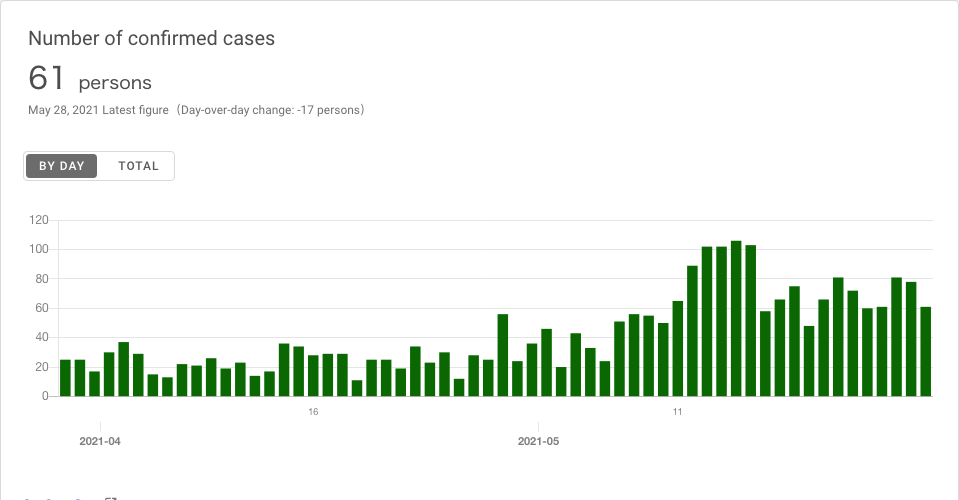 Number of confirmed cases
61 persons
May 28, 2021 Latest figure (Day-over-day change: -17 persons)
BY DAY TOTAL
120
100
80
60
40
20
0
16 11
2021-04 2021-05